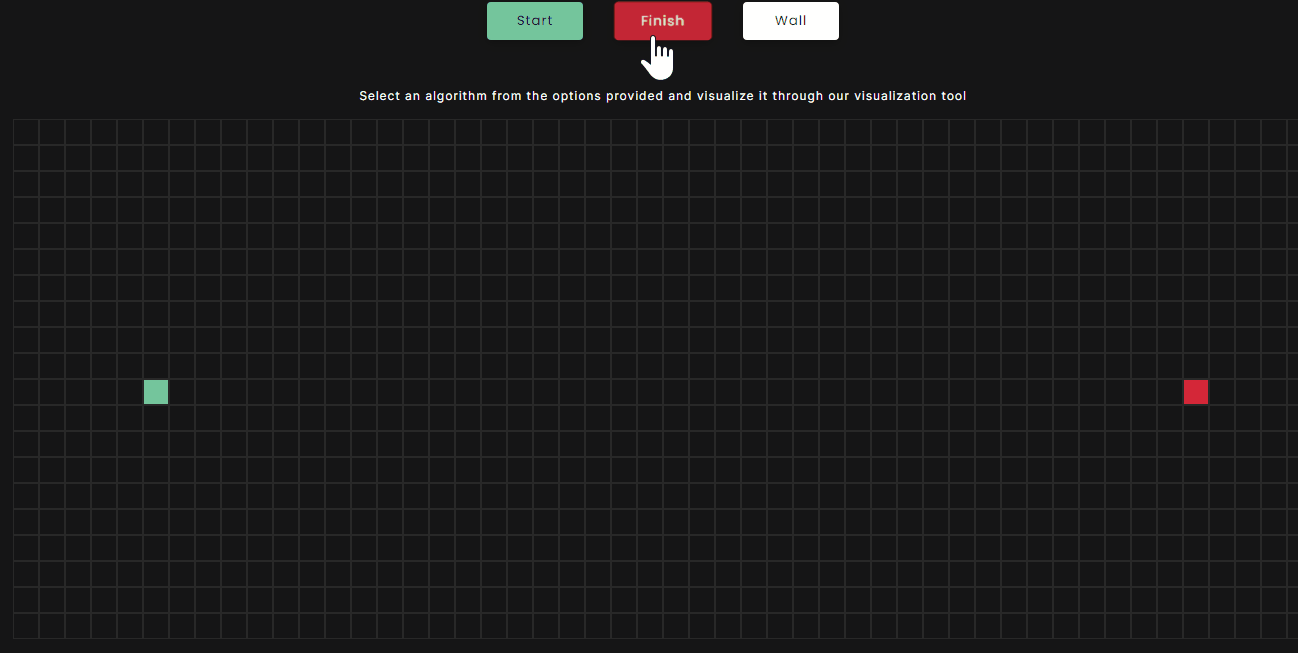 Start
Finish
Wall
Select an algorithm from the options provided and visualize it through our visualization tool